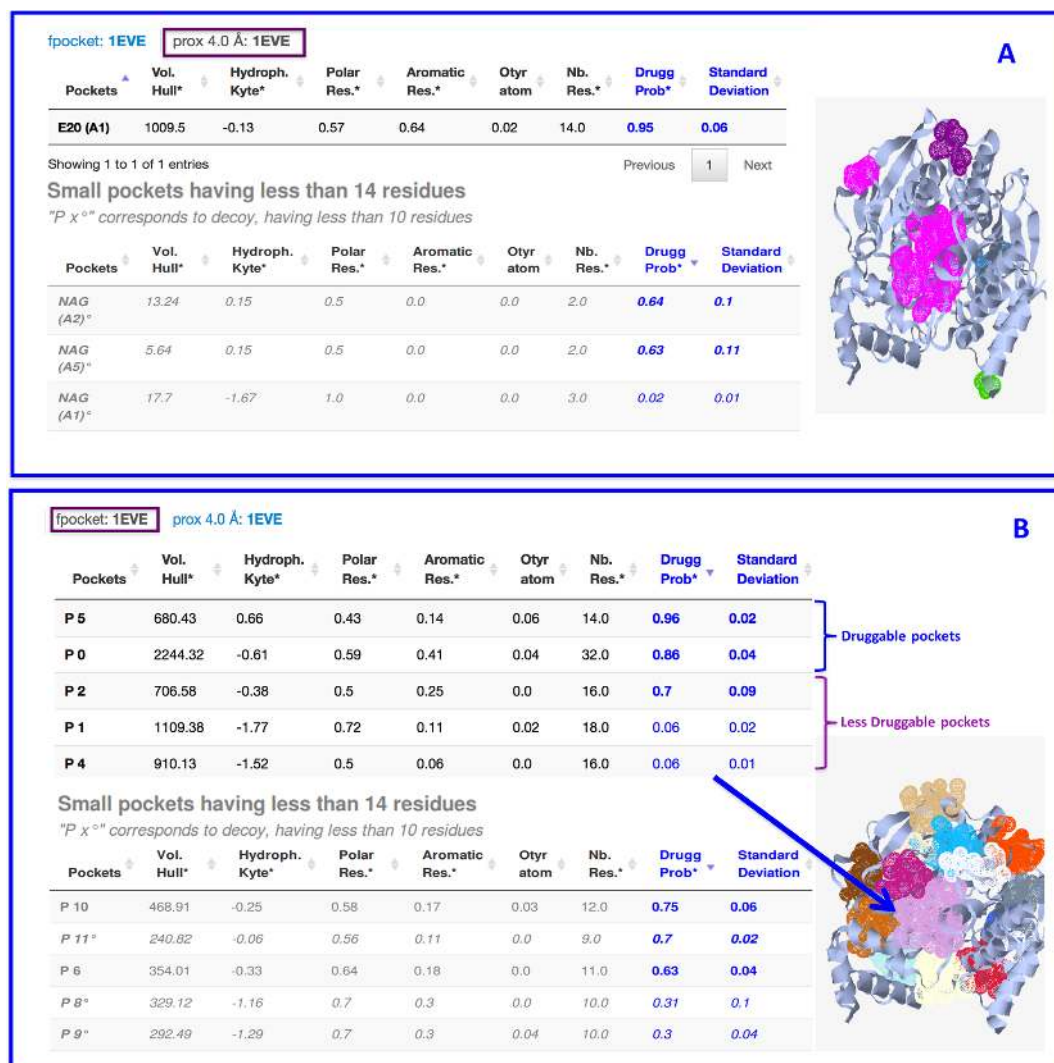 fpocket: 1EVE prox 4.0 Å: 1EVE
A
Pockets Vol. Hull* Hydroph. Kyte* Polar Res.* Aromatic Res.* Otyr atom Nb. Res.* Drugg Prob* Standard Deviation
E20 (A1) 1009.5 -0.13 0.57 0.64 0.02 14.0 0.95 0.06
Showing 1 to 1 of 1 entries Previous 1 Next
Small pockets having less than 14 residues
"P x °" corresponds to decoy, having less than 10 residues
Pockets Vol. Hull* Hydroph. Kyte* Polar Res.* Aromatic Res.* Otyr atom Nb. Res.* Drugg Prob* Standard Deviation
NAG (A2)° 13.24 0.15 0.5 0.0 0.0 2.0 0.64 0.1
NAG (A5)° 5.64 0.15 0.5 0.0 0.0 2.0 0.63 0.11
NAG (A1)° 17.7 -1.67 1.0 0.0 0.0 3.0 0.02 0.01
fpocket: 1EVE prox 4.0 Å: 1EVE
B
Pockets Vol. Hull* Hydroph. Kyte* Polar Res.* Aromatic Res.* Otyr atom Nb. Res.* Drugg Prob* Standard Deviation
P 5 680.43 0.66 0.43 0.14 0.06 14.0 0.96 0.02
Druggable pockets
P 0 2244.32 -0.61 0.59 0.41 0.04 32.0 0.86 0.04
P 2 706.58 -0.38 0.5 0.25 0.0 16.0 0.7 0.09
P 1 1109.38 -1.77 0.72 0.11 0.02 18.0 0.06 0.02
Less Druggable pockets
P 4 910.13 -1.52 0.5 0.06 0.0 16.0 0.06 0.01
Small pockets having less than 14 residues
"P x °" corresponds to decoy, having less than 10 residues
Pockets Vol. Hull* Hydroph. Kyte* Polar Res.* Aromatic Res.* Otyr atom Nb. Res.* Drugg Prob* Standard Deviation
P 10 468.91 -0.25 0.58 0.17 0.03 12.0 0.75 0.06
P 11° 240.82 -0.06 0.56 0.11 0.0 9.0 0.7 0.02
P 6 354.01 -0.33 0.64 0.18 0.0 11.0 0.63 0.04
P 8° 329.12 -1.16 0.7 0.3 0.0 10.0 0.31 0.1
P 9° 292.49 -1.29 0.7 0.3 0.04 10.0 0.3 0.04